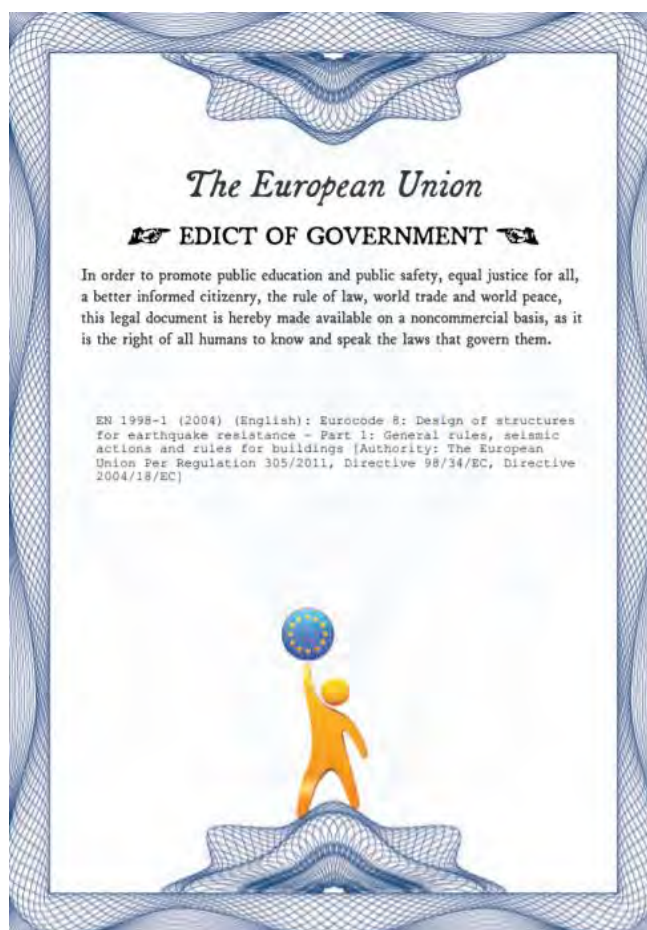 The European Union
EDICT OF GOVERNMENT
In order to promote public education and public safety, equal justice for all,
a better informed citizenry, the rule of law, world trade and world peace,
this legal document is hereby made available on a noncommercial basis, as it
is the right of all humans to know and speak the laws that govern them.
EN 1998-1 (2004) (English): Eurocode 8: Design of structures
for earthquake resistance - Part 1: General rules, seismic
actions and rules for buildings [Authority: The European
Union Per Regulation 305/2011, Directive 98/34/EC, Directive
2004/18/EC]